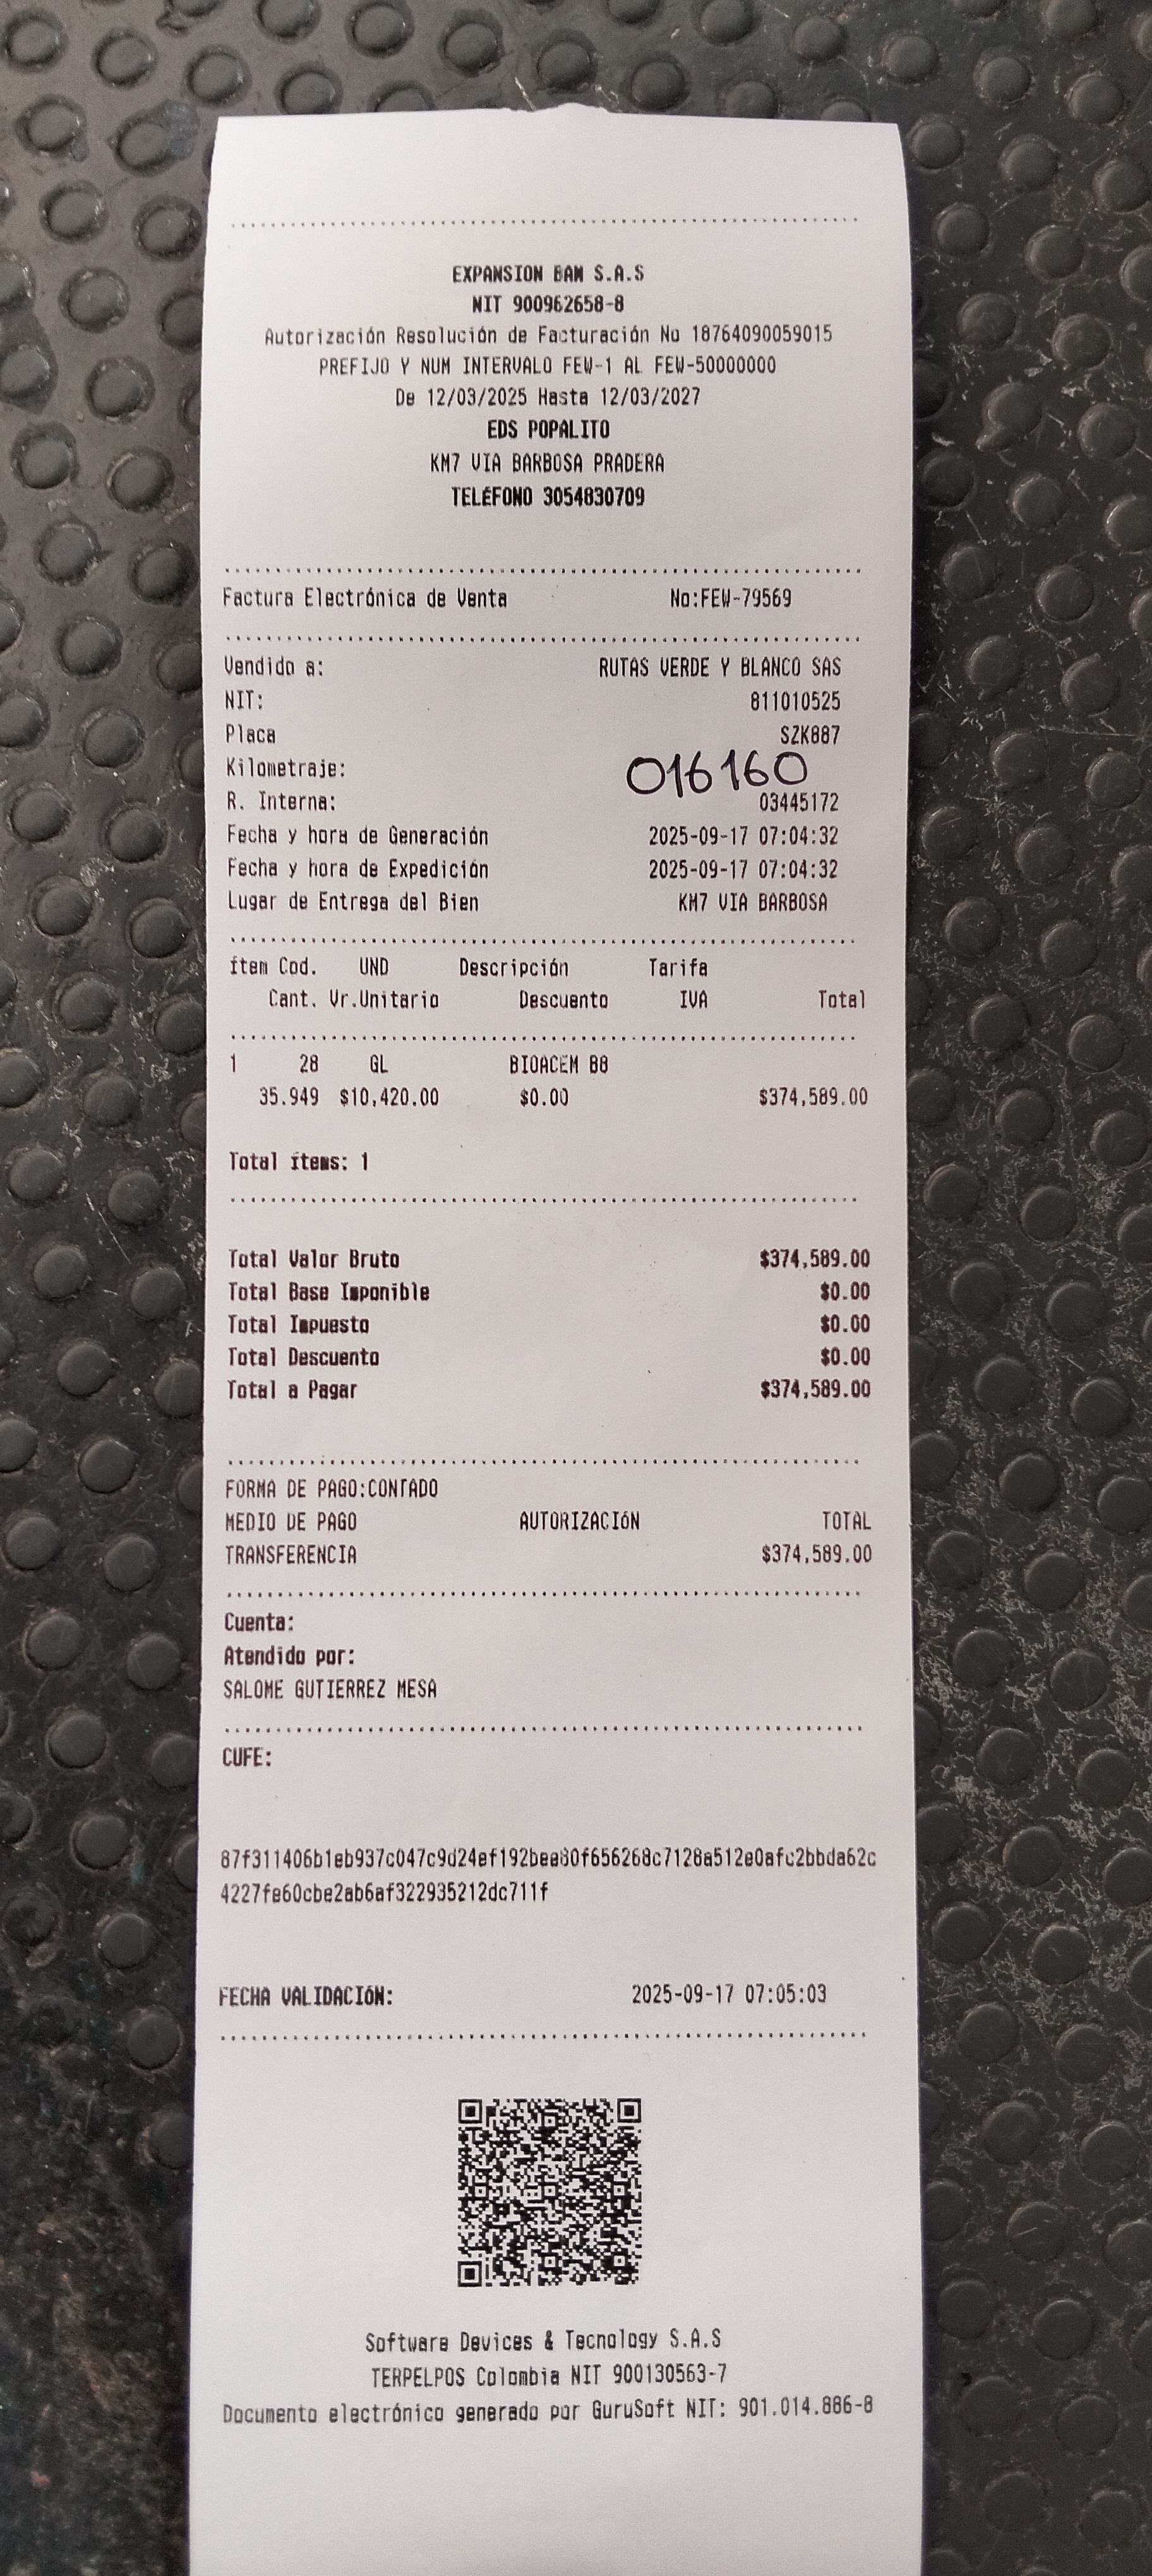 EXPANSION BAM S.A.S
NIT 900962658-8
Autorización Resolución de Facturación No 18764090059015
PREFIJO Y NUM INTERVALO FEW-1 AL FEW-50000000
De 12/03/2025 Hasta 12/03/2027
EDS POPALITO
KM7 VIA BARBOSA PRADERA
TELÉFONO 3054830709
Factura Electrónica de Venta No:FEW-79569
Vendido a: RUTAS VERDE Y BLANCO SAS
NIT: 811010525
Placa SZK887
Kilometraje: 016160
R. Interna: 03445172
Fecha y hora de Generación 2025-09-17 07:04:32
Fecha y hora de Expedición 2025-09-17 07:04:32
Lugar de Entrega del Bien KM7 VIA BARBOSA
ítem Cod. UND Descripción Tarifa
Cant. Vr.Unitario Descuento IVA Total
1 28 GL BIOACEM B8
35.949 $10,420.00 $0.00 $374,589.00
Total ítems: 1
Total Valor Bruto $374,589.00
Total Base Imponible $0.00
Total Impuesto $0.00
Total Descuento $0.00
Total a Pagar $374,589.00
FORMA DE PAGO:CONTADO
MEDIO DE PAGO AUTORIZACIóN TOTAL
TRANSFERENCIA $374,589.00
Cuenta:
Atendido por:
SALOME GUTIERREZ MESA
CUFE:
87f311406b1eb937c047c9d24ef192bea80f656268c7128a512e0afc2bbda62c
4227fe60cbe2ab6af322935212dc711f
FECHA VALIDACIóN: 2025-09-17 07:05:03
Software Devices & Tecnology S.A.S
TERPELPOS Colombia NIT 900130563-7
Documento electrónico generado por GuruSoft NIT: 901.014.886-8